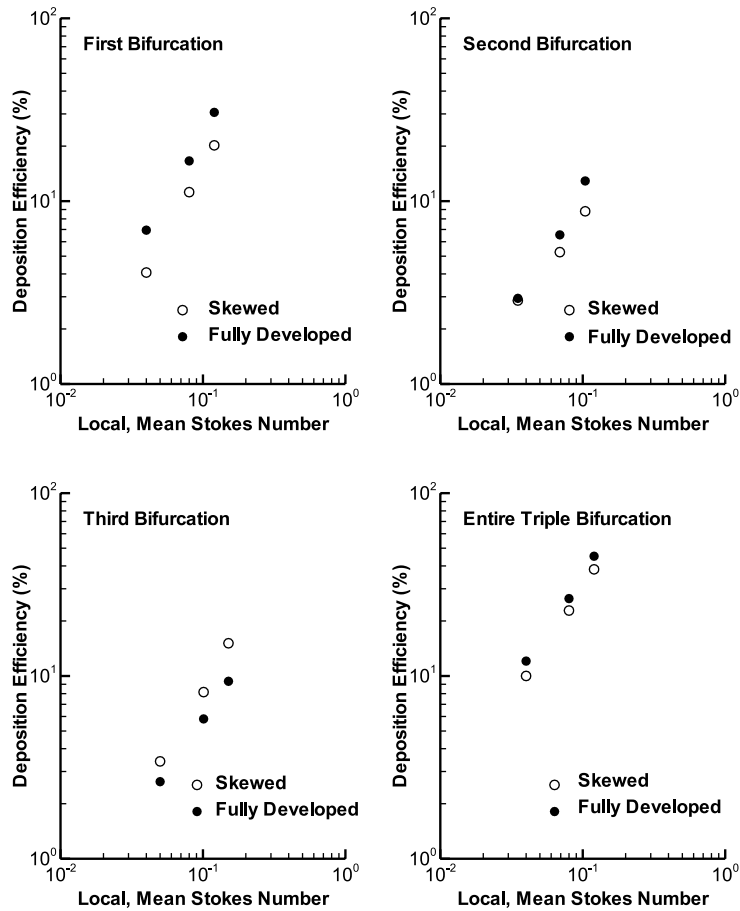 10^2
First Bifurcation
Deposition Efficiency (%)
10^1
Skewed
Fully Developed
10^0
10^-2 10^-1 10^0
Local, Mean Stokes Number
10^2
Second Bifurcation
Deposition Efficiency (%)
10^1
Skewed
Fully Developed
10^0
10^-2 10^-1 10^0
Local, Mean Stokes Number
10^2
Third Bifurcation
Deposition Efficiency (%)
10^1
Skewed
Fully Developed
10^0
10^-2 10^-1 10^0
Local, Mean Stokes Number
10^2
Entire Triple Bifurcation
Deposition Efficiency (%)
10^1
Skewed
Fully Developed
10^0
10^-2 10^-1 10^0
Local, Mean Stokes Number